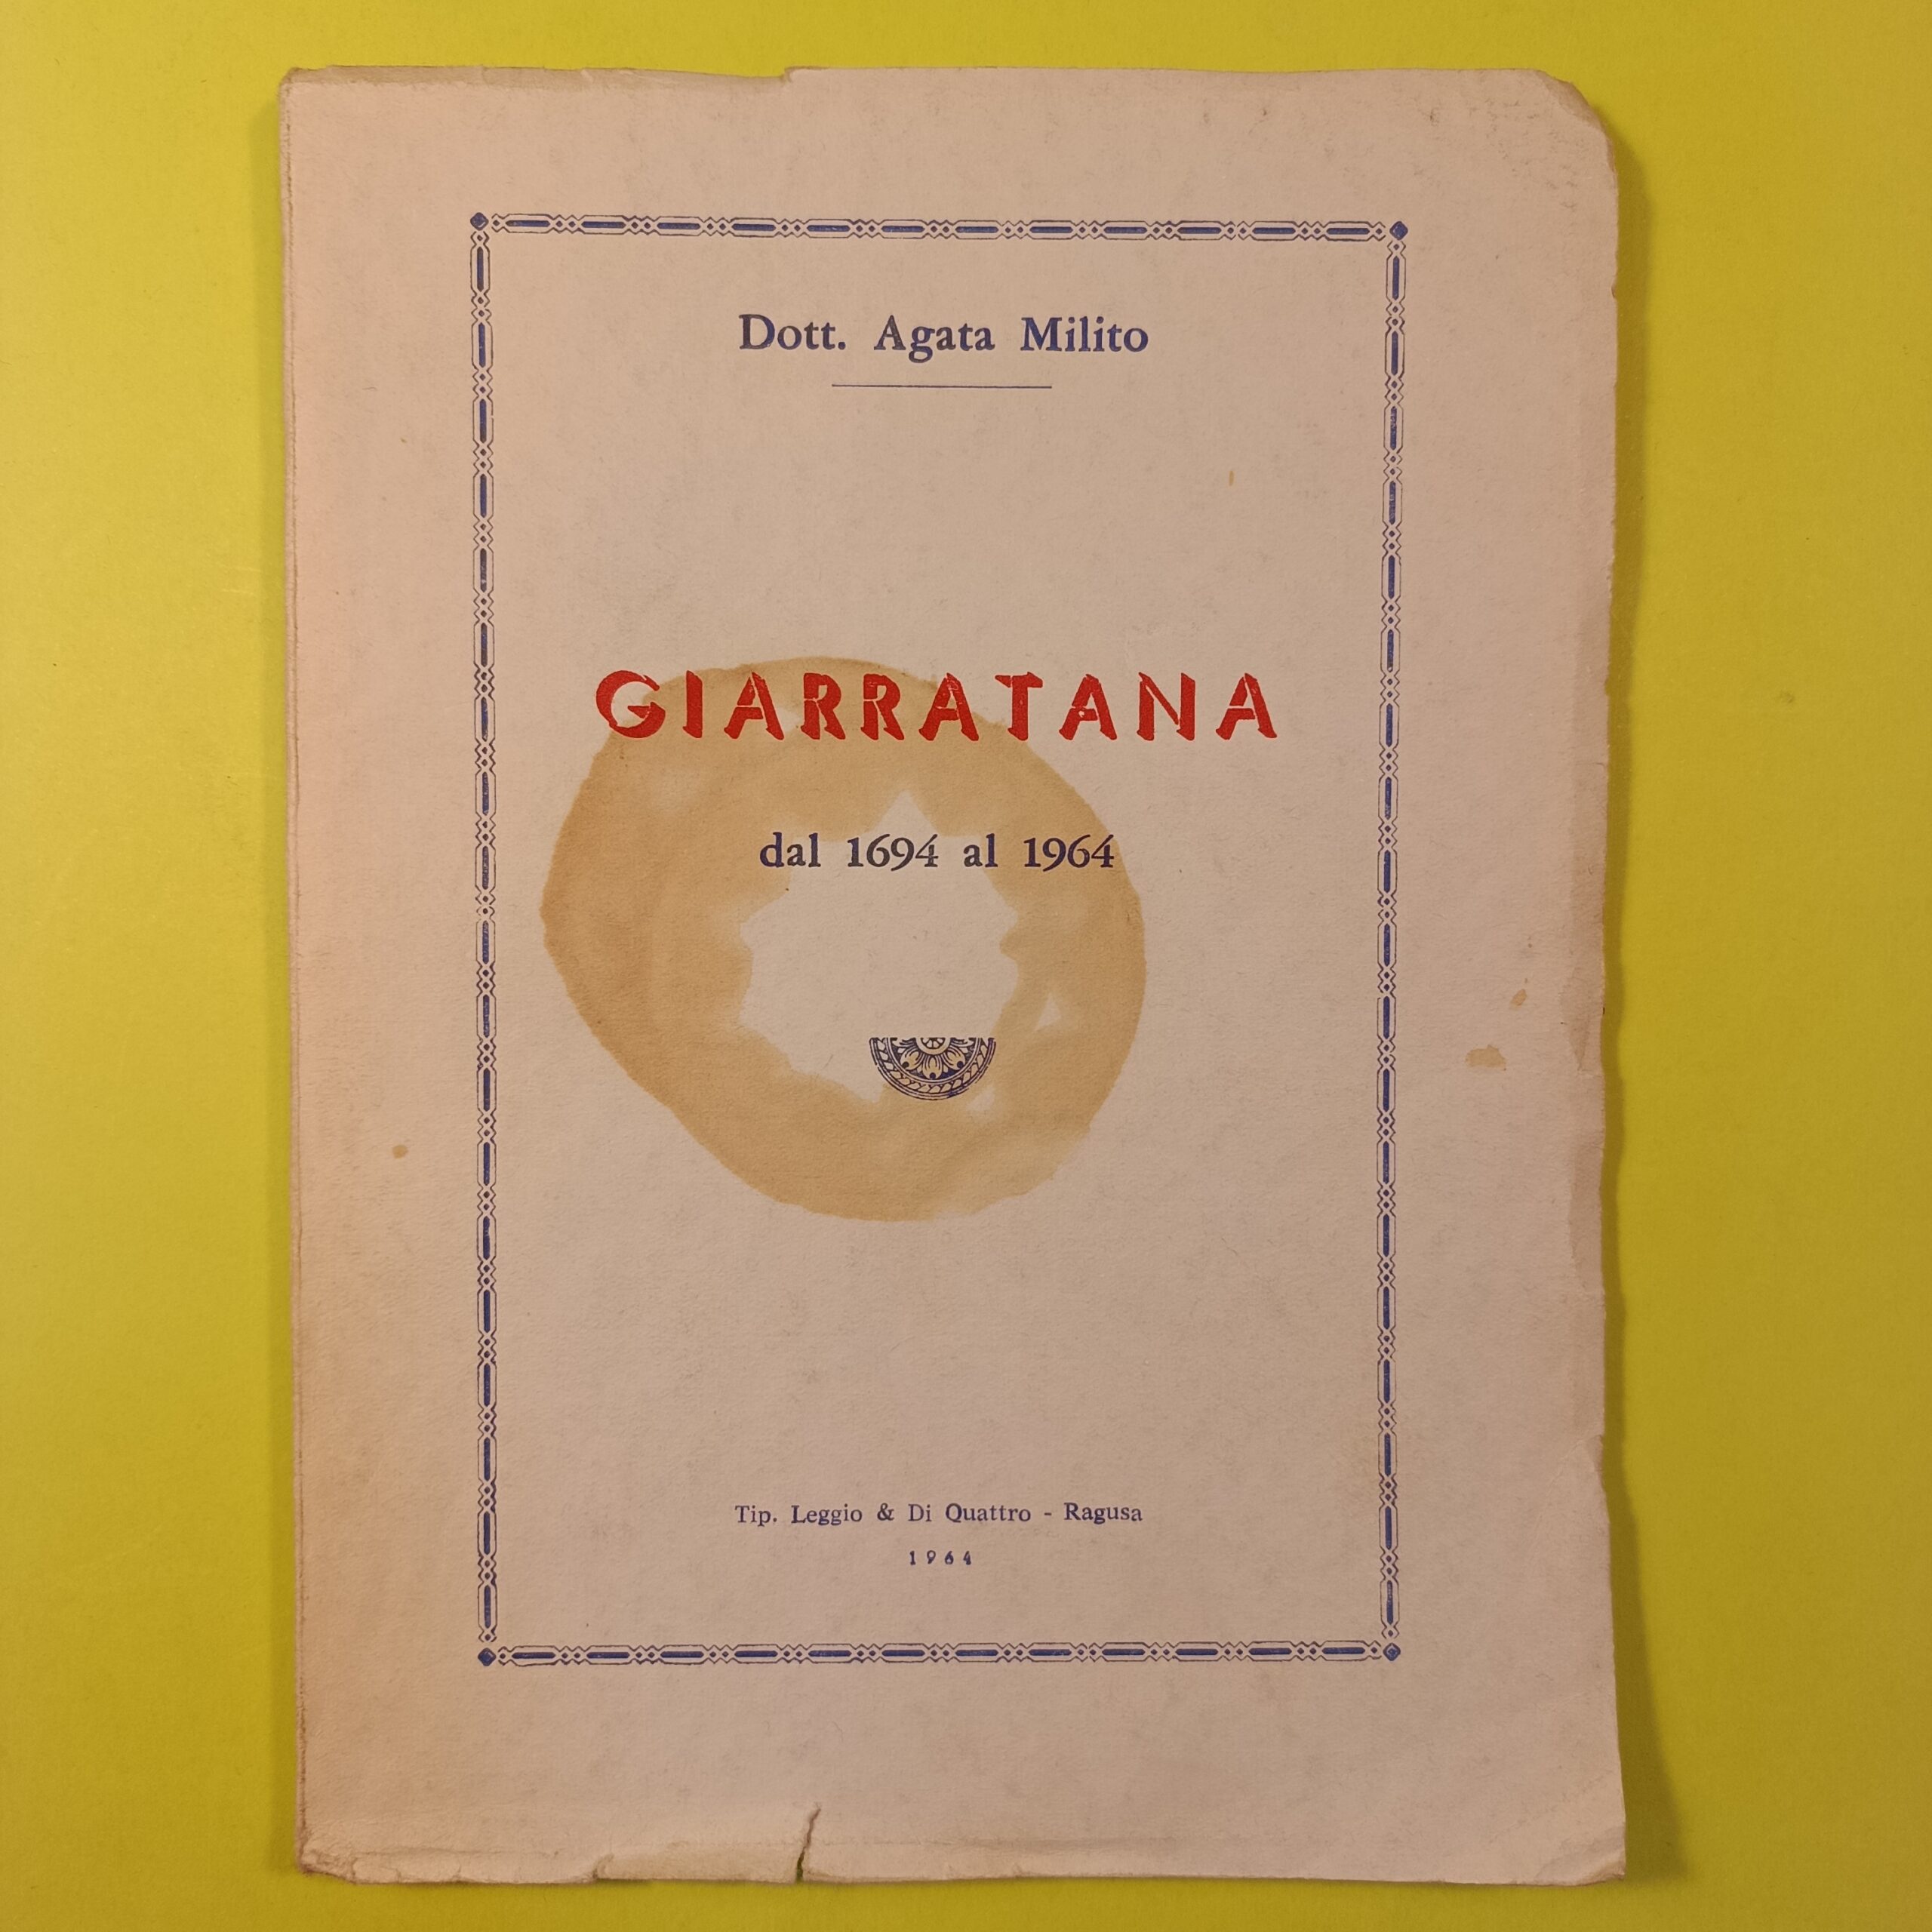 Dott. Agata Milito
GIARRATANA
dal 1694 al 1964
Tip. Leggio & Di Quattro - Ragusa
1964